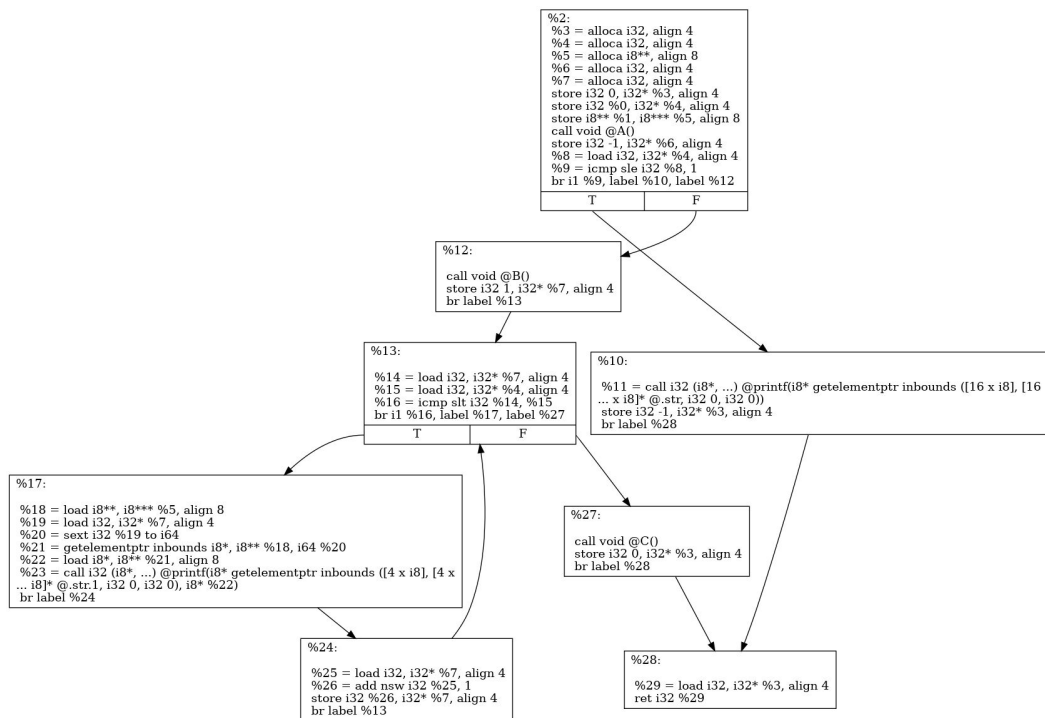 %2:
%3 = alloca i32, align 4
%4 = alloca i32, align 4
%5 = alloca i8**, align 8
%6 = alloca i32, align 4
%7 = alloca i32, align 4
store i32 0, i32* %3, align 4
store i32 %0, i32* %4, align 4
store i8** %1, i8*** %5, align 8
call void @A()
store i32 -1, i32* %6, align 4
%8 = load i32, i32* %4, align 4
%9 = icmp sle i32 %8, 1
br i1 %9, label %10, label %12
T F
%12:
call void @B()
store i32 1, i32* %7, align 4
br label %13
%13:
%14 = load i32, i32* %7, align 4
%15 = load i32, i32* %4, align 4
%16 = icmp slt i32 %14, %15
br i1 %16, label %17, label %27
T F
%10:
%11 = call i32 (i8*, ...) @printf(i8* getelementptr inbounds ([16 x i8], [16
... x i8]* @.str, i32 0, i32 0))
store i32 -1, i32* %3, align 4
br label %28
%17:
%18 = load i8**, i8*** %5, align 8
%19 = load i32, i32* %7, align 4
%20 = sext i32 %19 to i64
%21 = getelementptr inbounds i8*, i8** %18, i64 %20
%22 = load i8*, i8** %21, align 8
%23 = call i32 (i8*, ...) @printf(i8* getelementptr inbounds ([4 x i8], [4 x
... i8]* @.str.1, i32 0, i32 0), i8* %22)
br label %24
%27:
call void @C()
store i32 0, i32* %3, align 4
br label %28
%24:
%25 = load i32, i32* %7, align 4
%26 = add nsw i32 %25, 1
store i32 %26, i32* %7, align 4
br label %13
%28:
%29 = load i32, i32* %3, align 4
ret i32 %29